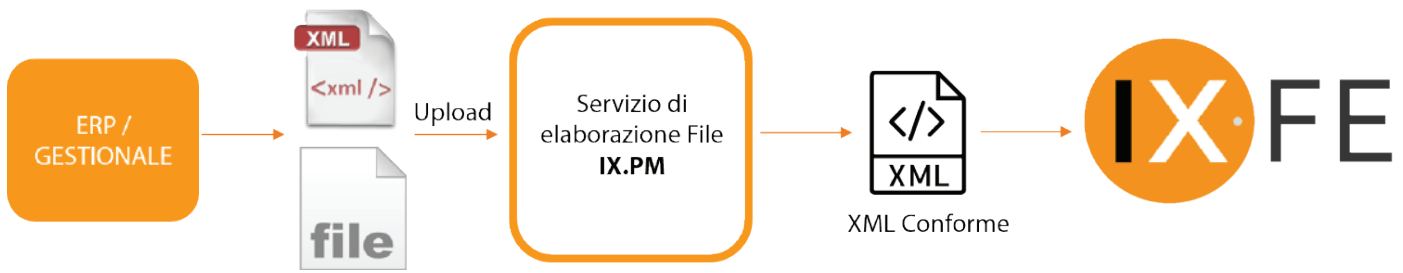 ERP /
GESTIONALE
XML
<xml />
file
Upload
Servizio di
elaborazione File
IX.PM
</>
XML
XML Conforme
IX·FE